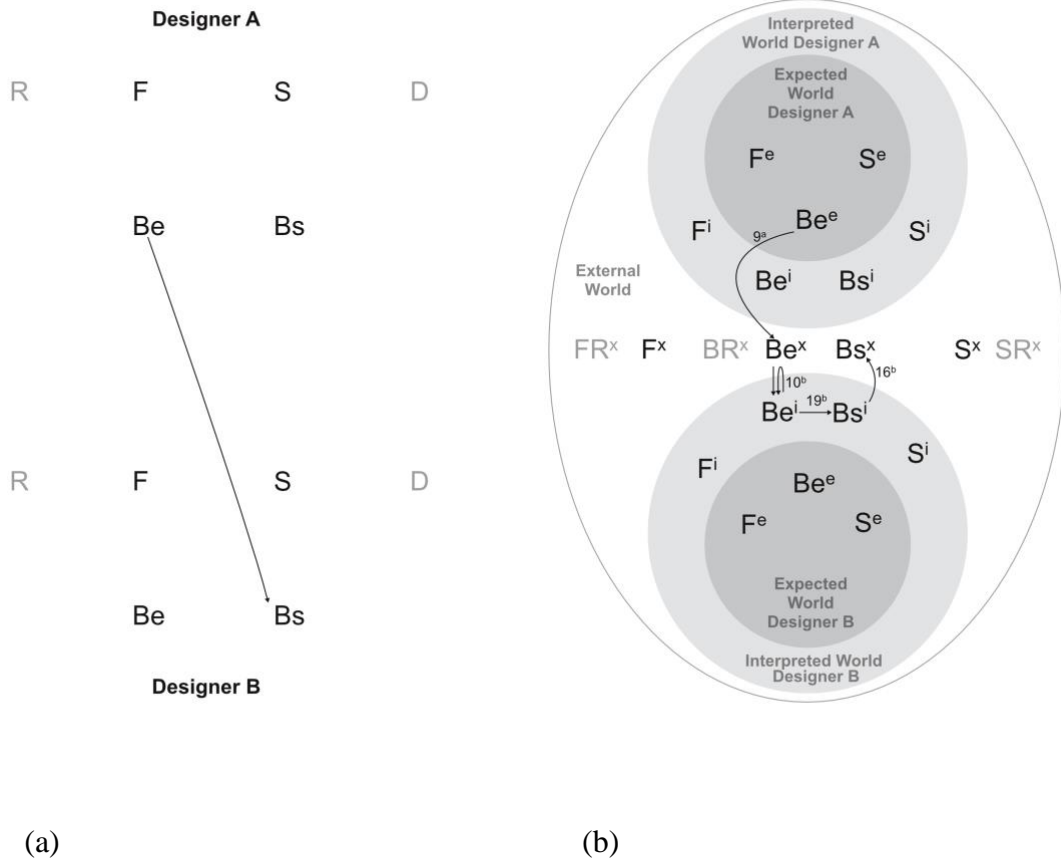 Designer A
R F S D
Be Bs
R F S D
Be Bs
Designer B
(a)
Interpreted
World Designer A
Expected
World
Designer A
Fᵉ Sᵉ
Beᵉ
9ᵃ
Fⁱ Sⁱ
Beⁱ Bsⁱ
External
World
FRˣ Fˣ BRˣ Beˣ Bsˣ Sˣ SRˣ
10ᵇ 16ᵇ
Beⁱ 19ᵇ Bsⁱ
Fⁱ Sⁱ
Beᵉ
Fᵉ Sᵉ
Expected
World
Designer B
Interpreted World
Designer B
(b)